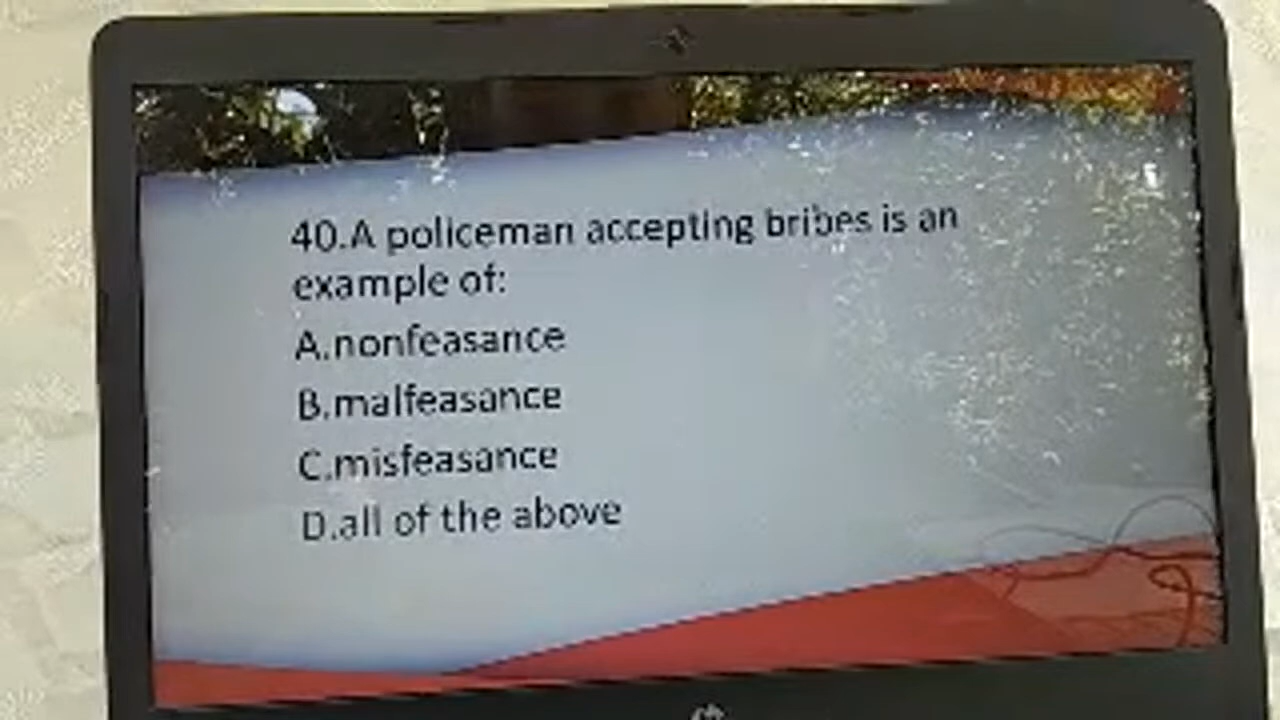 40.A policeman accepting bribes is an
example of:
A.nonfeasance
B.malfeasance
C.misfeasance
D.all of the above